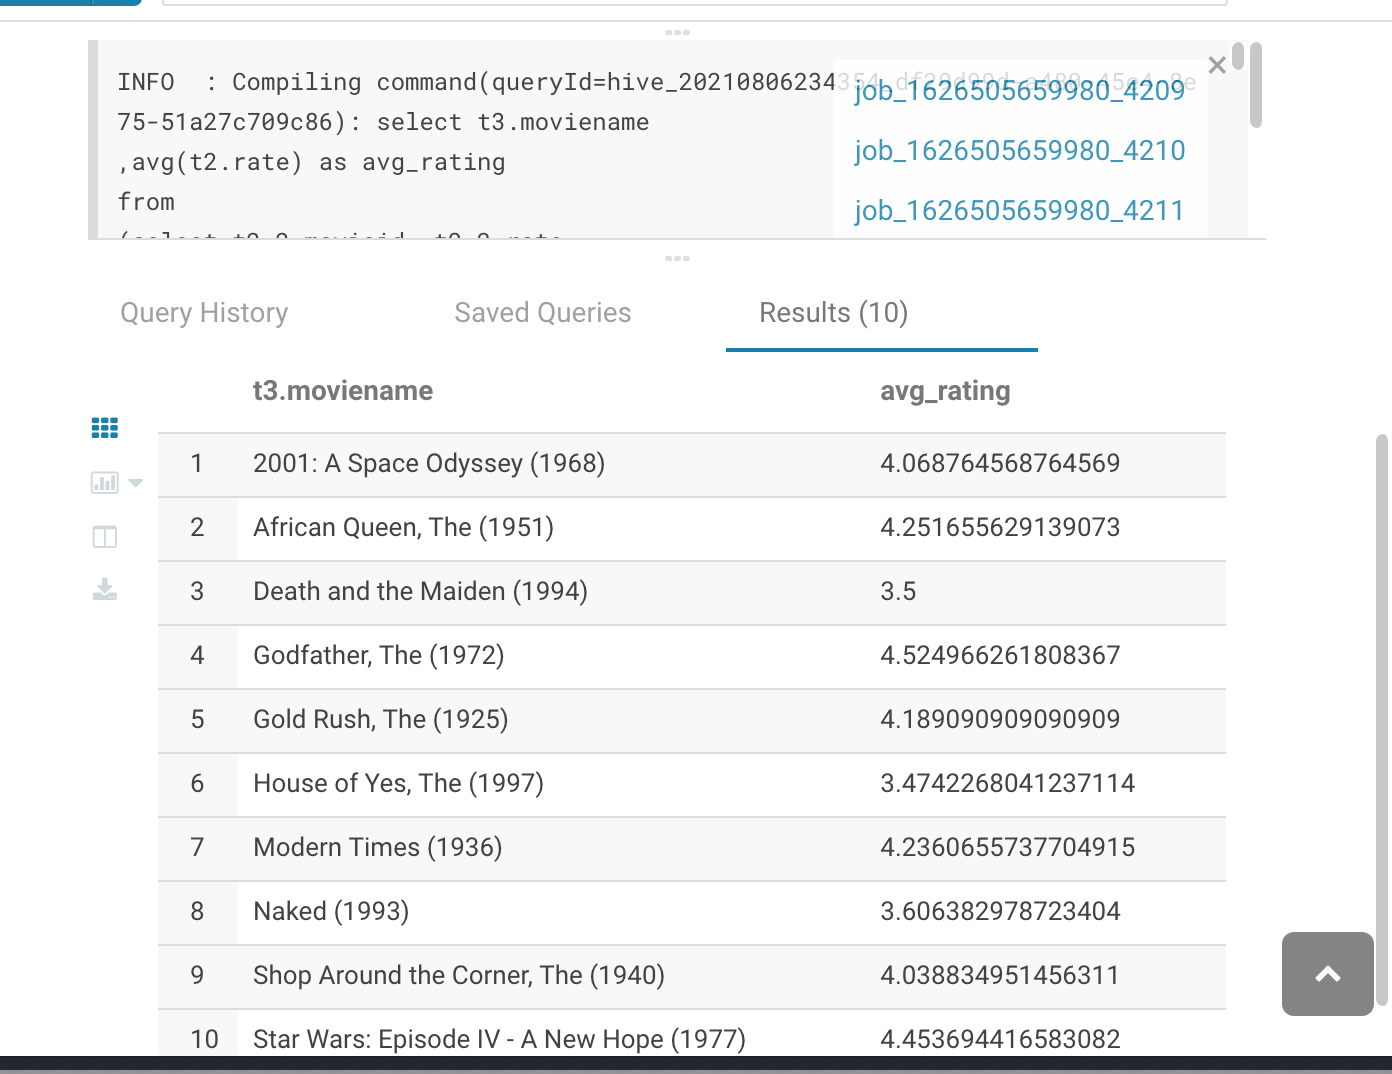 INFO  : Compiling command(queryId=hive_20210806234354_df39d99d-a480-45e4-8e
75-51a27c709c86): select t3.moviename
,avg(t2.rate) as avg_rating
from
job_1626505659980_4209
job_1626505659980_4210
job_1626505659980_4211
Query History Saved Queries Results (10)
t3.moviename avg_rating
1 2001: A Space Odyssey (1968) 4.068764568764569
2 African Queen, The (1951) 4.251655629139073
3 Death and the Maiden (1994) 3.5
4 Godfather, The (1972) 4.524966261808367
5 Gold Rush, The (1925) 4.189090909090909
6 House of Yes, The (1997) 3.4742268041237114
7 Modern Times (1936) 4.2360655737704915
8 Naked (1993) 3.606382978723404
9 Shop Around the Corner, The (1940) 4.038834951456311
10 Star Wars: Episode IV - A New Hope (1977) 4.453694416583082